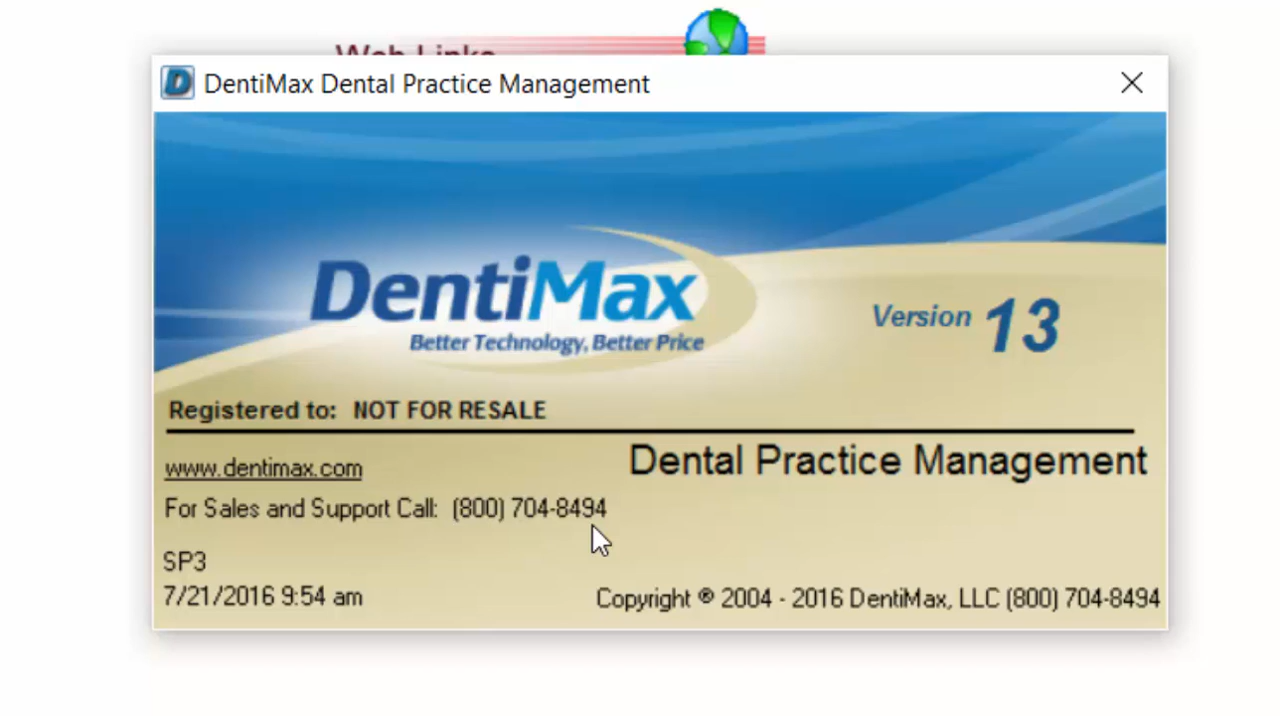 Web Links
DentiMax Dental Practice Management
DentiMax
Better Technology, Better Price
Version 13
Registered to: NOT FOR RESALE
Dental Practice Management
www.dentimax.com
For Sales and Support Call: (800) 704-8494
SP3
7/21/2016 9:54 am
Copyright ® 2004 - 2016 DentiMax, LLC (800) 704-8494